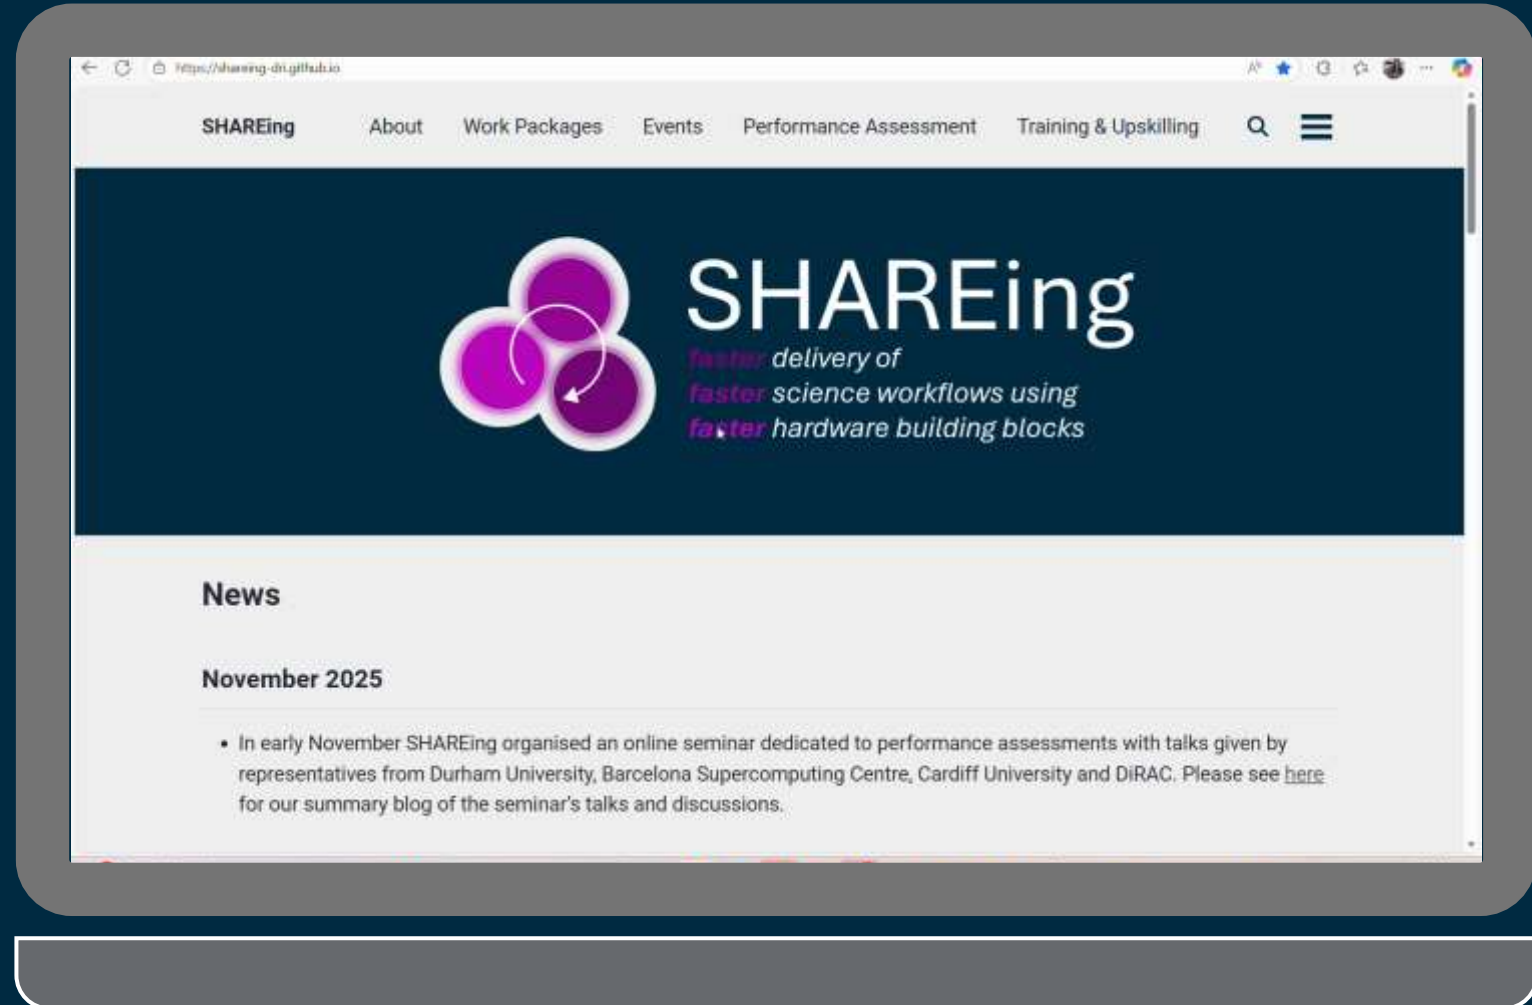 https://shareing-dri.github.io
SHAREing About Work Packages Events Performance Assessment Training & Upskilling
SHAREing
faster delivery of
faster science workflows using
faster hardware building blocks
News
November 2025
• In early November SHAREing organised an online seminar dedicated to performance assessments with talks given by
representatives from Durham University, Barcelona Supercomputing Centre, Cardiff University and DiRAC. Please see here
for our summary blog of the seminar's talks and discussions.